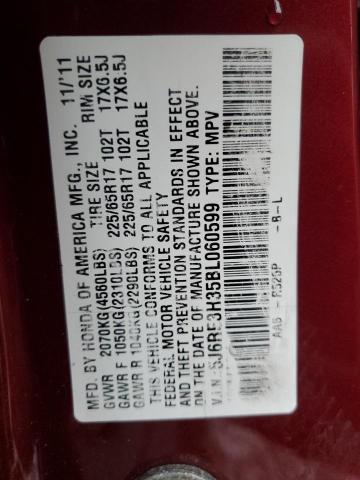 MFD. BY HONDA OF AMERICA MFG., INC. 11/'11
TIRE SIZE RIM SIZE
GVWR 2070KG(4560LBS)
GAWR F 1050KG(2310LBS) 225/65R17 102T 17X6.5J
GAWR R 1040KG(2290LBS) 225/65R17 102T 17X6.5J
THIS VEHICLE CONFORMS TO ALL APPLICABLE
FEDERAL MOTOR VEHICLE SAFETY
AND THEFT PREVENTION STANDARDS IN EFFECT
ON THE DATE OF MANUFACTURE SHOWN ABOVE.
V.I.N. 5J6RE3H35BL060599 TYPE: MPV
AAS - R529P - B - L